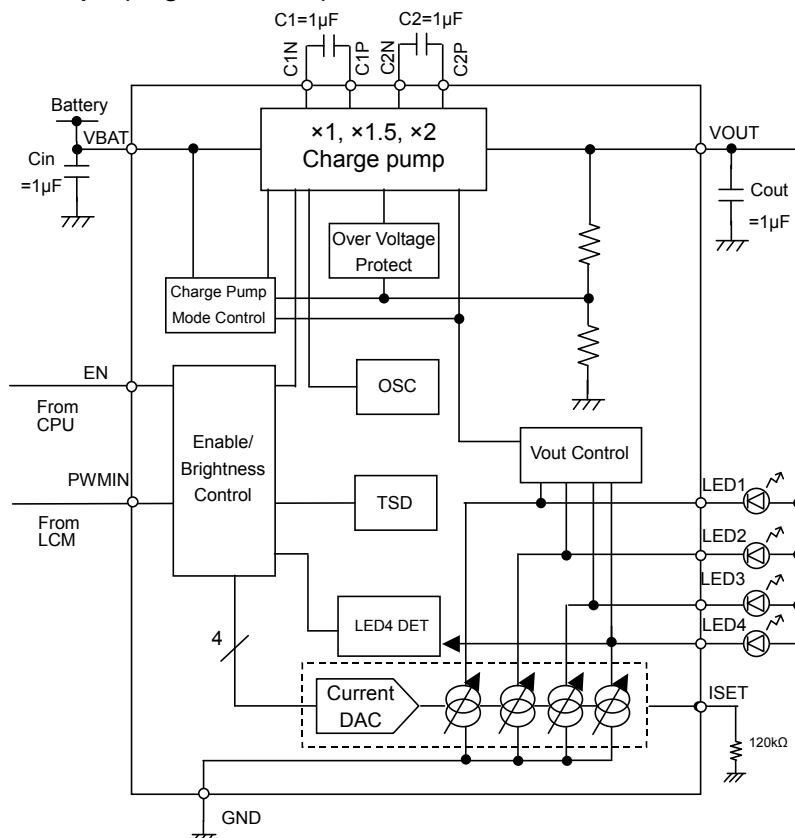 C1=1µF
C2=1µF
C1N
C1P
C2N
C2P
Battery
VBAT
×1, ×1.5, ×2
Charge pump
VOUT
Cin
=1µF
Cout
=1µF
Over Voltage
Protect
Charge Pump
Mode Control
EN
From
CPU
OSC
Enable/
Brightness
Control
Vout Control
PWMIN
From
LCM
TSD
LED1
LED2
LED3
LED4
LED4 DET
4
Current
DAC
ISET
120kΩ
GND